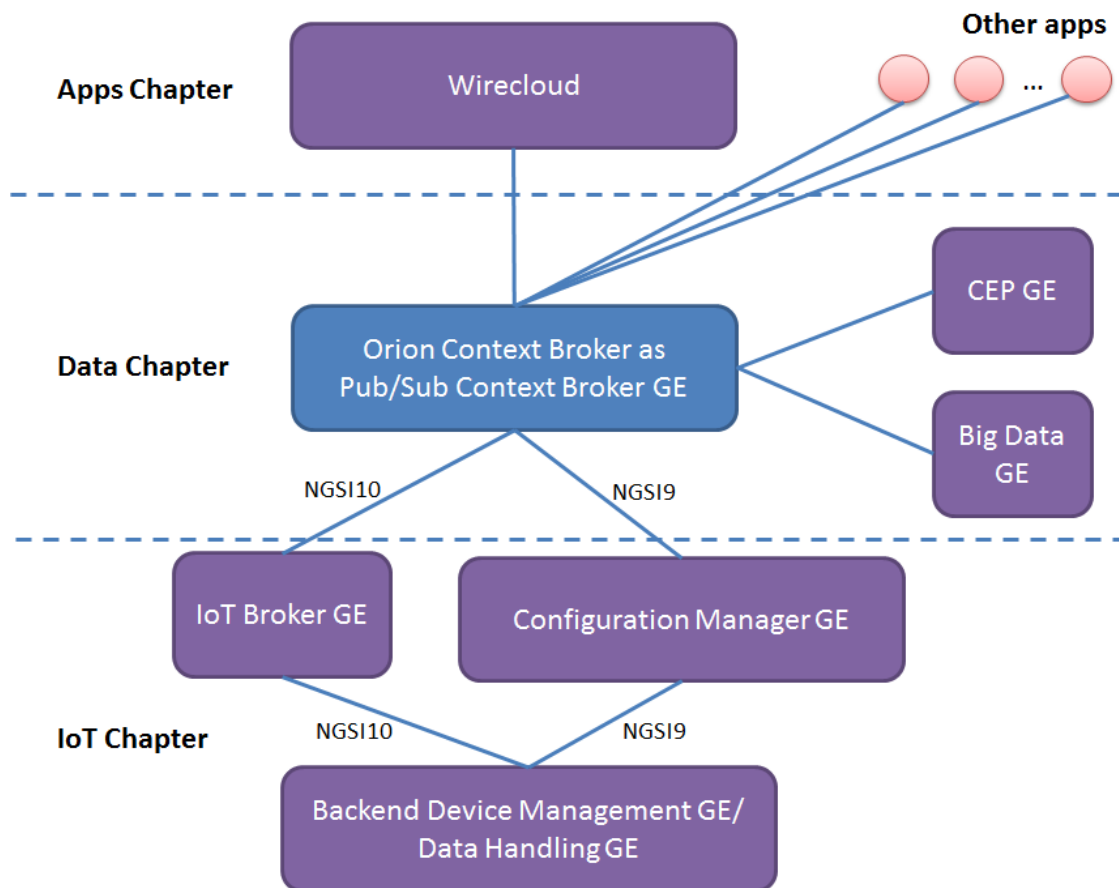 Other apps
Apps Chapter
Wirecloud
...
CEP GE
Data Chapter
Orion Context Broker as
Pub/Sub Context Broker GE
Big Data
GE
NGSI10
NGSI9
IoT Broker GE
Configuration Manager GE
IoT Chapter
NGSI10
NGSI9
Backend Device Management GE/
Data Handling GE